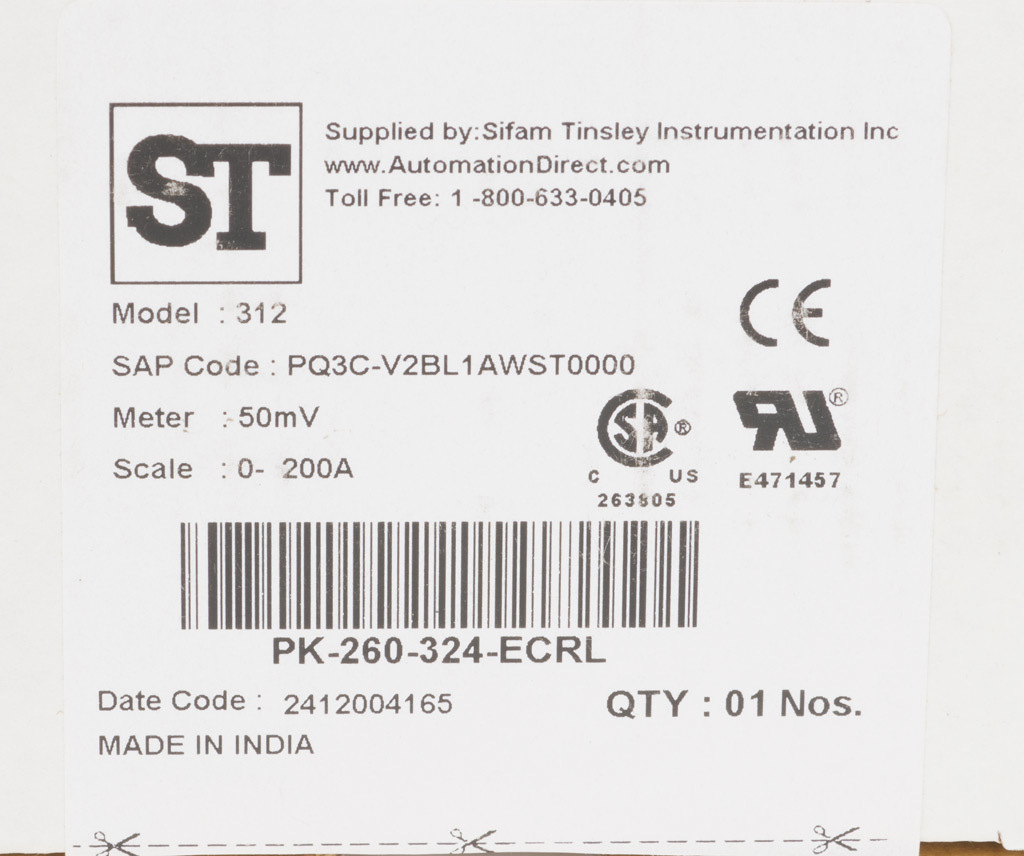 ST
Supplied by:Sifam Tinsley Instrumentation Inc
www.AutomationDirect.com
Toll Free: 1 -800-633-0405
Model : 312
SAP Code : PQ3C-V2BL1AWST0000
Meter : 50mV
Scale : 0- 200A
CE
CSA ®
C US
263805
RU ®
E471457
PK-260-324-ECRL
Date Code : 2412004165
QTY : 01 Nos.
MADE IN INDIA